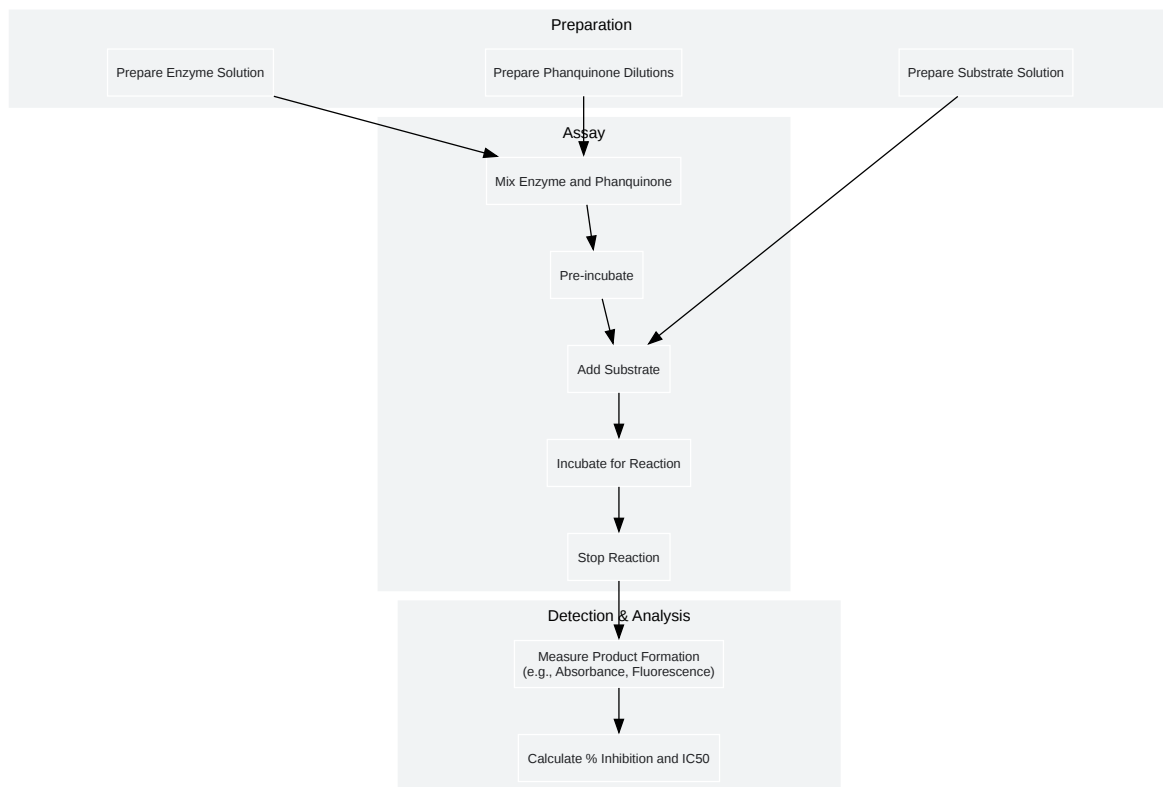 Preparation
Prepare Enzyme Solution
Prepare Phanquinone Dilutions
Prepare Substrate Solution
Assay
Mix Enzyme and Phanquinone
Pre-incubate
Add Substrate
Incubate for Reaction
Stop Reaction
Detection & Analysis
Measure Product Formation
(e.g., Absorbance, Fluorescence)
Calculate % Inhibition and IC50